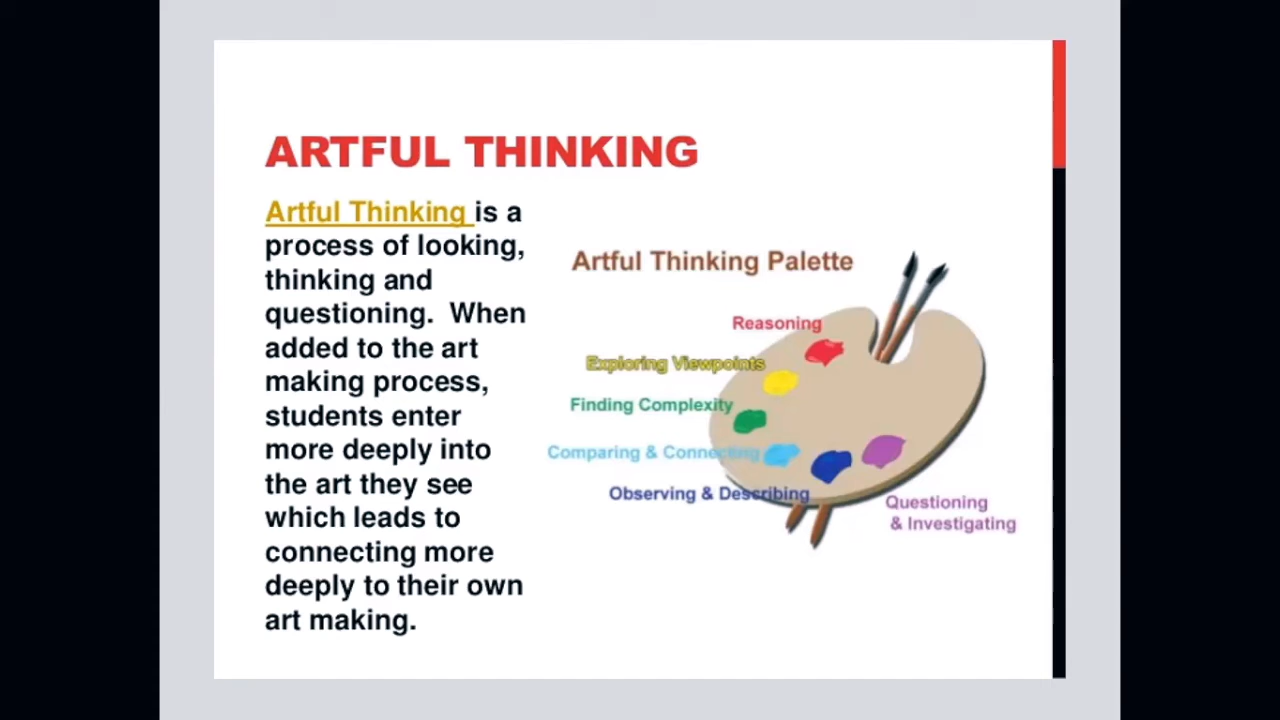 ARTFUL THINKING
Artful Thinking is a
process of looking,
thinking and
questioning.  When
added to the art
making process,
students enter
more deeply into
the art they see
which leads to
connecting more
deeply to their own
art making.
Artful Thinking Palette
Reasoning
Exploring Viewpoints
Finding Complexity
Comparing & Connecting
Observing & Describing
Questioning
& Investigating